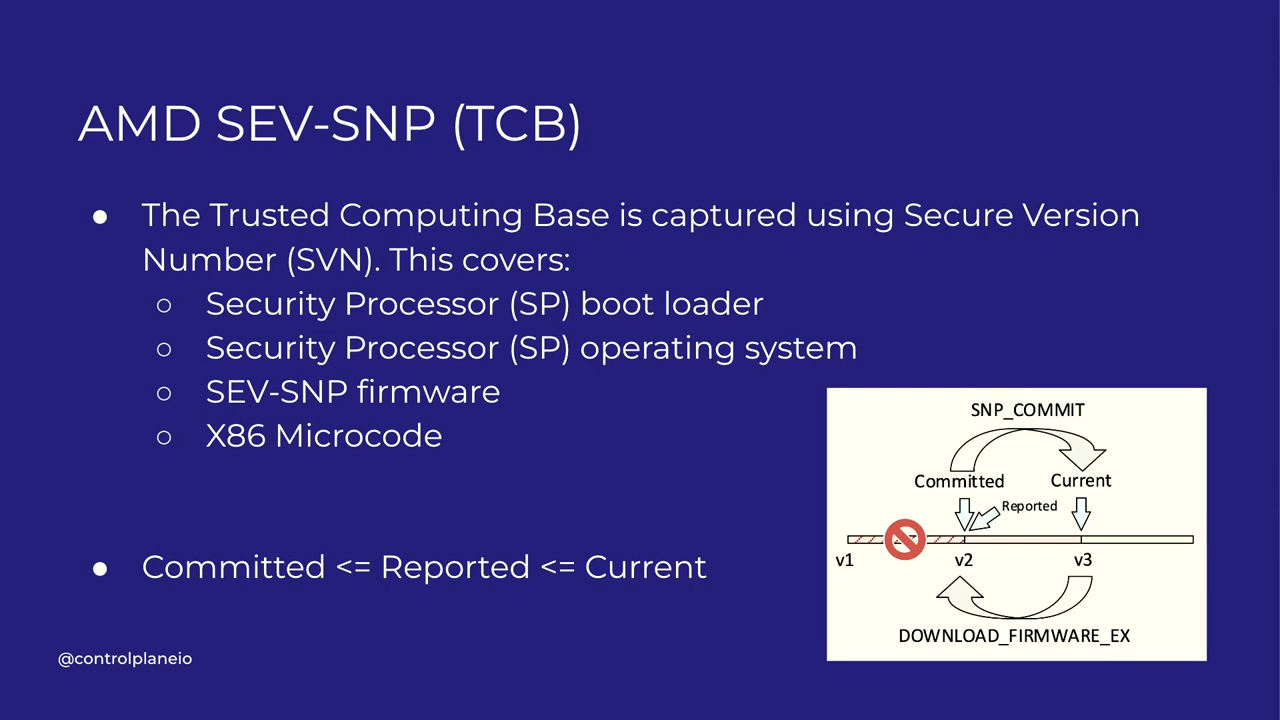 AMD SEV-SNP (TCB)
● The Trusted Computing Base is captured using Secure Version
Number (SVN). This covers:
○ Security Processor (SP) boot loader
○ Security Processor (SP) operating system
○ SEV-SNP firmware
○ X86 Microcode
● Committed <= Reported <= Current
SNP_COMMIT
Committed Current
Reported
v1 v2 v3
DOWNLOAD_FIRMWARE_EX
@controlplaneio